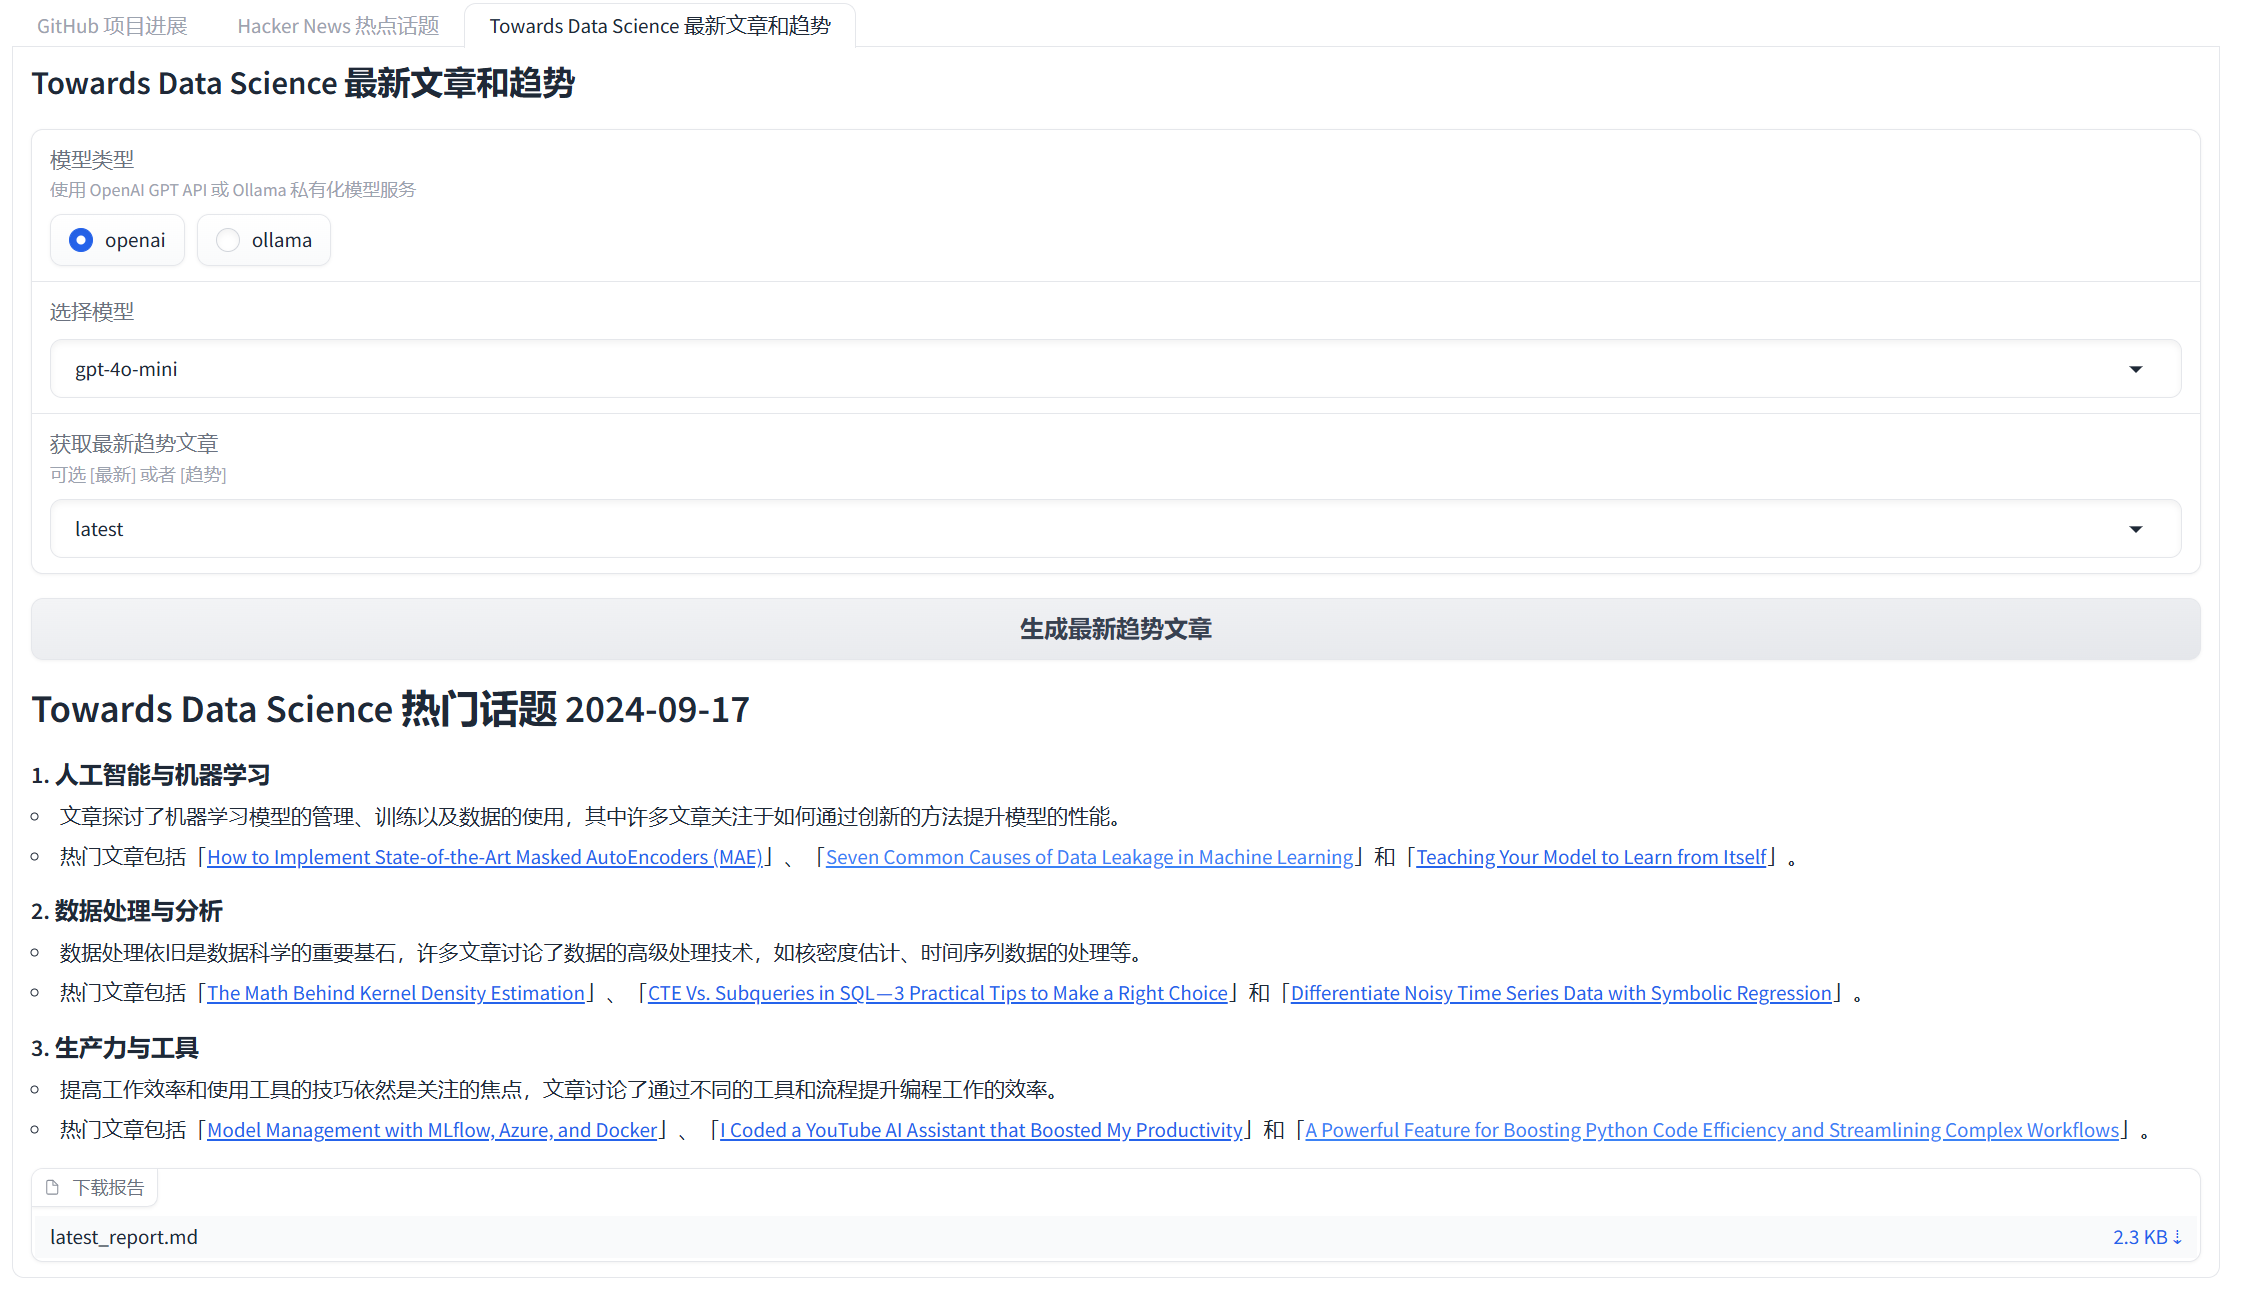 GitHub 项目进展 Hacker News 热点话题 Towards Data Science 最新文章和趋势
Towards Data Science 最新文章和趋势
模型类型
使用 OpenAI GPT API 或 Ollama 私有化模型服务
openai ollama
选择模型
gpt-4o-mini
获取最新趋势文章
可选 [最新] 或者 [趋势]
latest
生成最新趋势文章
Towards Data Science 热门话题 2024-09-17
1. 人工智能与机器学习
文章探讨了机器学习模型的管理、训练以及数据的使用，其中许多文章关注于如何通过创新的方法提升模型的性能。
热门文章包括「How to Implement State-of-the-Art Masked AutoEncoders (MAE)」、「Seven Common Causes of Data Leakage in Machine Learning」和「Teaching Your Model to Learn from Itself」。
2. 数据处理与分析
数据处理依旧是数据科学的重要基石，许多文章讨论了数据的高级处理技术，如核密度估计、时间序列数据的处理等。
热门文章包括「The Math Behind Kernel Density Estimation」、「CTE Vs. Subqueries in SQL—3 Practical Tips to Make a Right Choice」和「Differentiate Noisy Time Series Data with Symbolic Regression」。
3. 生产力与工具
提高工作效率和使用工具的技巧依然是关注的焦点，文章讨论了通过不同的工具和流程提升编程工作的效率。
热门文章包括「Model Management with MLflow, Azure, and Docker」、「I Coded a YouTube AI Assistant that Boosted My Productivity」和「A Powerful Feature for Boosting Python Code Efficiency and Streamlining Complex Workflows」。
下载报告
latest_report.md 2.3 KB ⇣